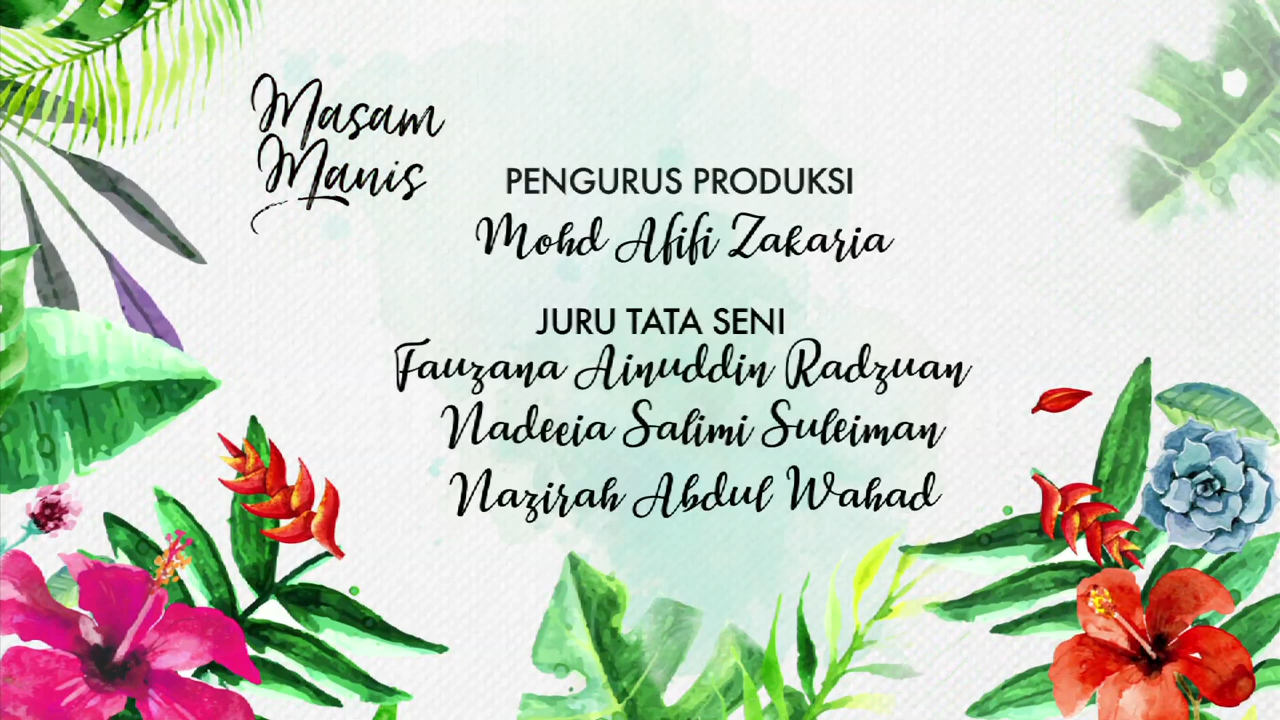 Masam
Manis
PENGURUS PRODUKSI
Mohd Afifi Zakaria
JURU TATA SENI
Fauzana Ainuddin Radzuan
Nadeeia Salimi Suleiman
Nazirah Abdul Wahad